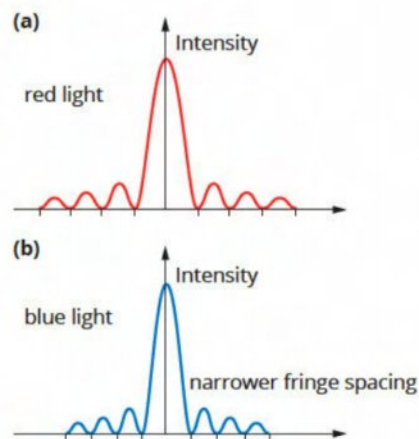 (a)
Intensity
red light
(b)
Intensity
blue light
narrower fringe spacing